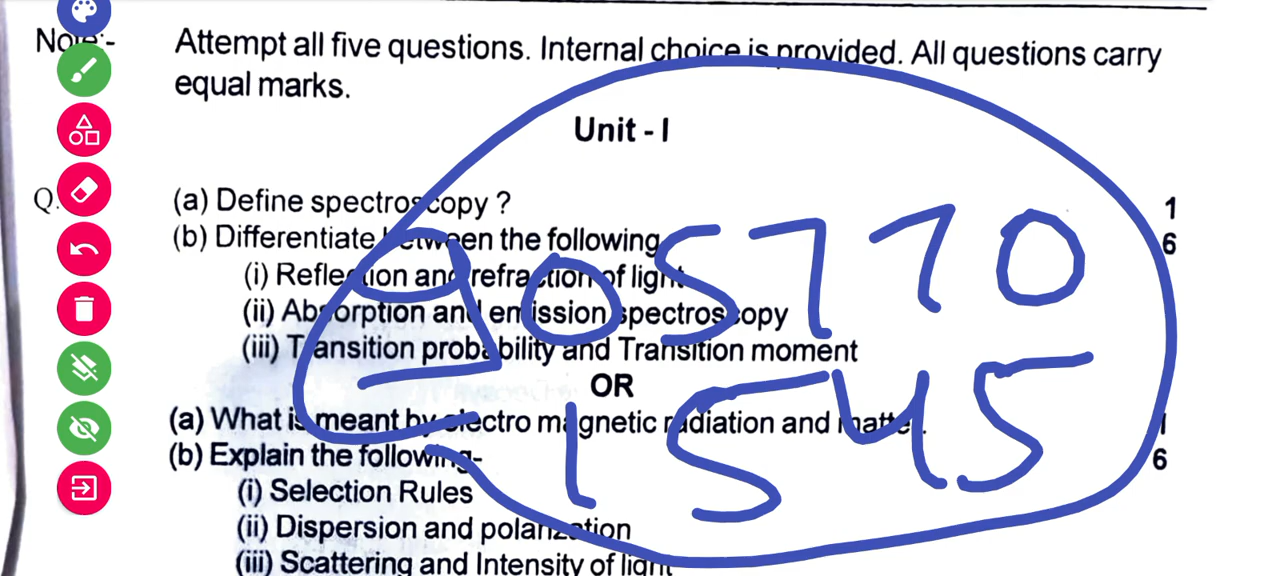 Note:- Attempt all five questions. Internal choice is provided. All questions carry
equal marks.
Unit - I
Q. (a) Define spectroscopy ? 1
(b) Differentiate between the following 6
(i) Reflection and refraction of light
(ii) Absorption and emission spectroscopy
(iii) Transition probability and Transition moment
OR
(a) What is meant by electro magnetic radiation and matter. 1
(b) Explain the following- 6
(i) Selection Rules
(ii) Dispersion and polarization
(iii) Scattering and Intensity of light
905770
1545